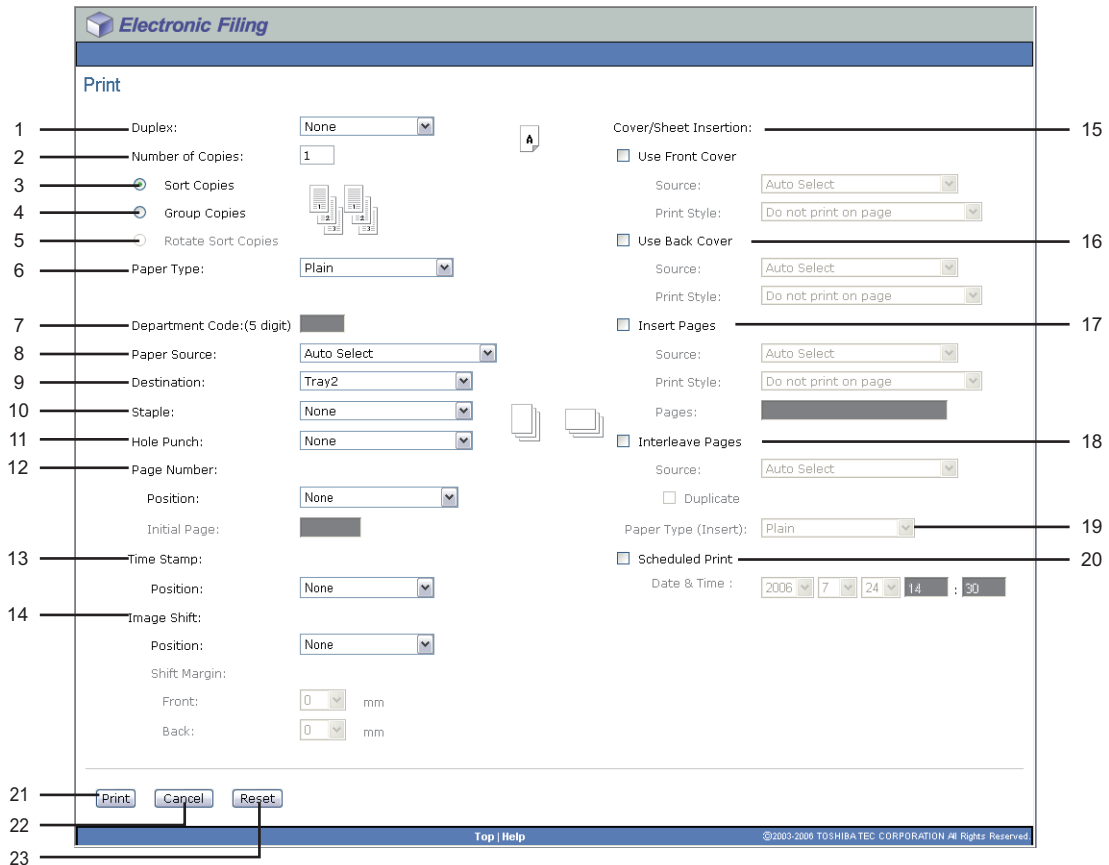 Electronic Filing
Print
1 Duplex: None
A
2 Number of Copies: 1
3 Sort Copies
4 Group Copies
1 1
2 2
3 3
5 Rotate Sort Copies
6 Paper Type: Plain
7 Department Code:(5 digit)
8 Paper Source: Auto Select
9 Destination: Tray2
10 Staple: None
11 Hole Punch: None
12 Page Number:
Position: None
Initial Page:
13 Time Stamp:
Position: None
14 Image Shift:
Position: None
Shift Margin:
Front: 0 mm
Back: 0 mm
Cover/Sheet Insertion: 15
Use Front Cover
Source: Auto Select
Print Style: Do not print on page
Use Back Cover 16
Source: Auto Select
Print Style: Do not print on page
Insert Pages 17
Source: Auto Select
Print Style: Do not print on page
Pages:
Interleave Pages 18
Source: Auto Select
Duplicate
Paper Type (Insert): Plain 19
Scheduled Print 20
Date & Time : 2006 7 24 14 : 30
21 Print Cancel Reset
22
23
Top | Help
©2003-2006 TOSHIBA TEC CORPORATION All Rights Reserved.